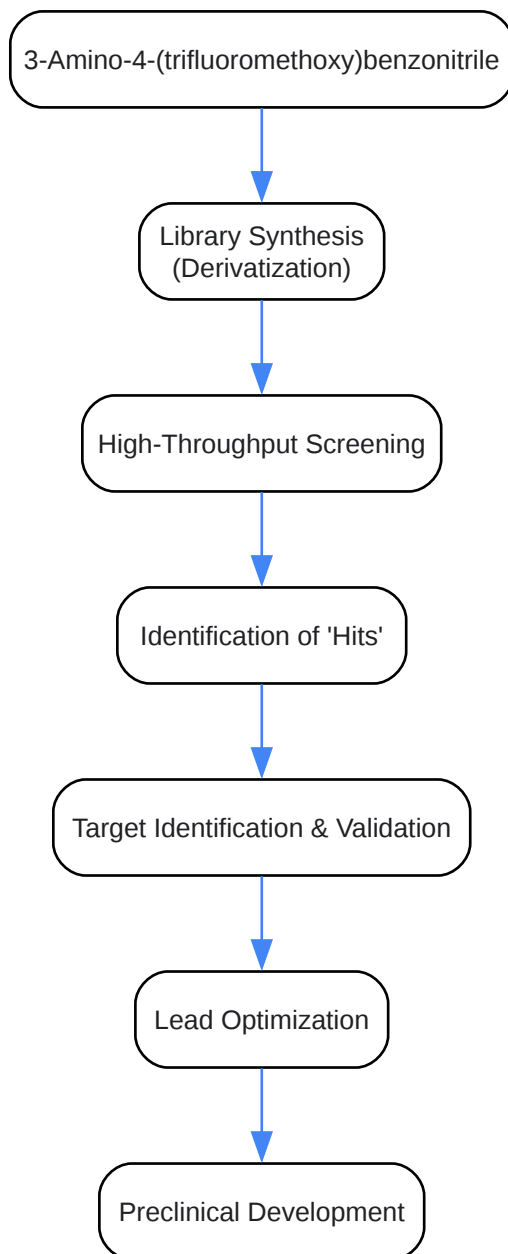 3-Amino-4-(trifluoromethoxy)benzonitrile
Library Synthesis
(Derivatization)
High-Throughput Screening
Identification of 'Hits'
Target Identification & Validation
Lead Optimization
Preclinical Development